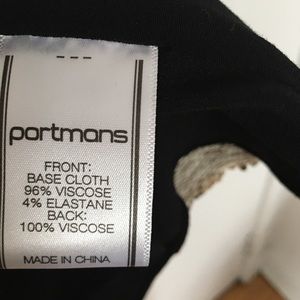 portmans
FRONT:
BASE CLOTH
96% VISCOSE
4% ELASTANE
BACK:
100% VISCOSE
MADE IN CHINA